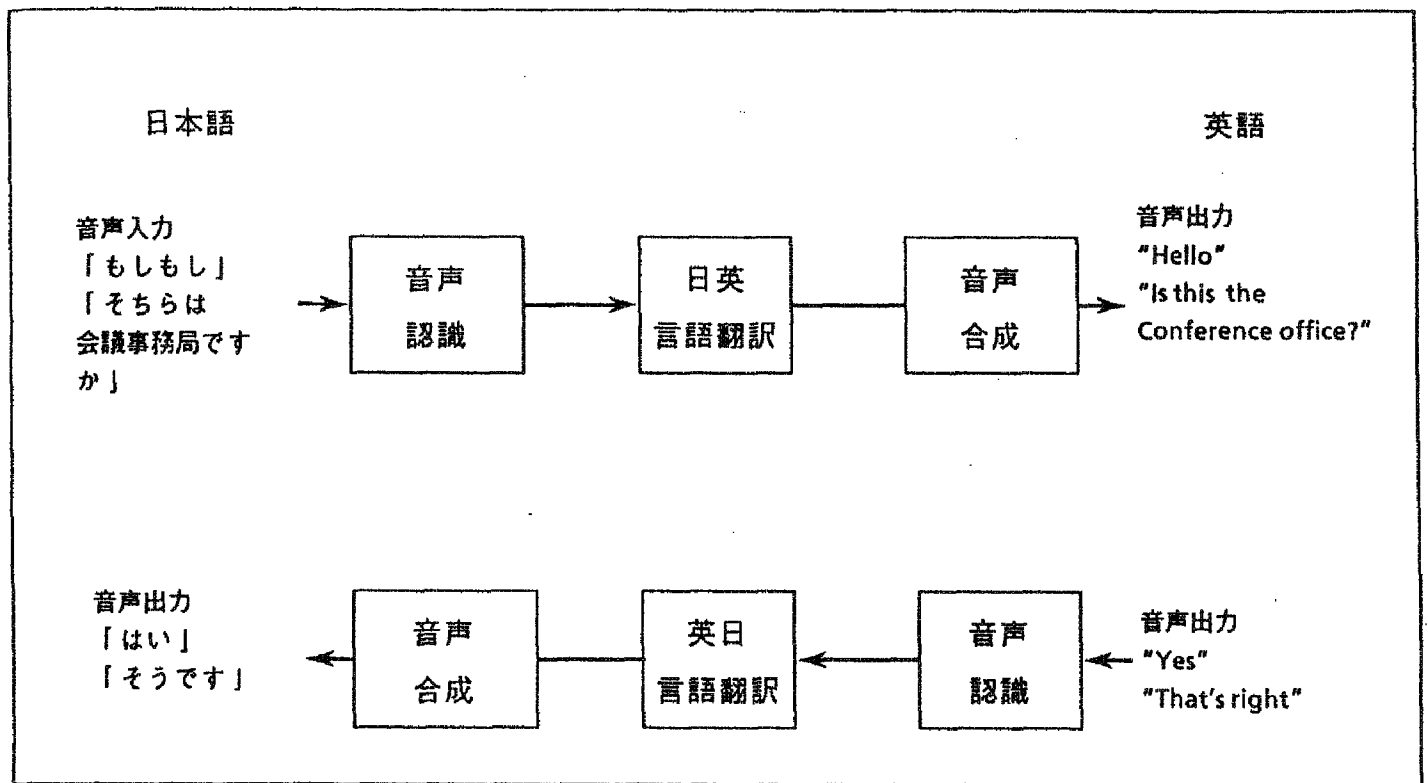 日本語
英語
音声入力
「もしもし」
「そちらは
会議事務局です
か」
音声
認識
日英
言語翻訳
音声
合成
音声出力
"Hello"
"Is this the
Conference office?"
音声出力
「はい」
「そうです」
音声
合成
英日
言語翻訳
音声
認識
音声出力
"Yes"
"That's right"